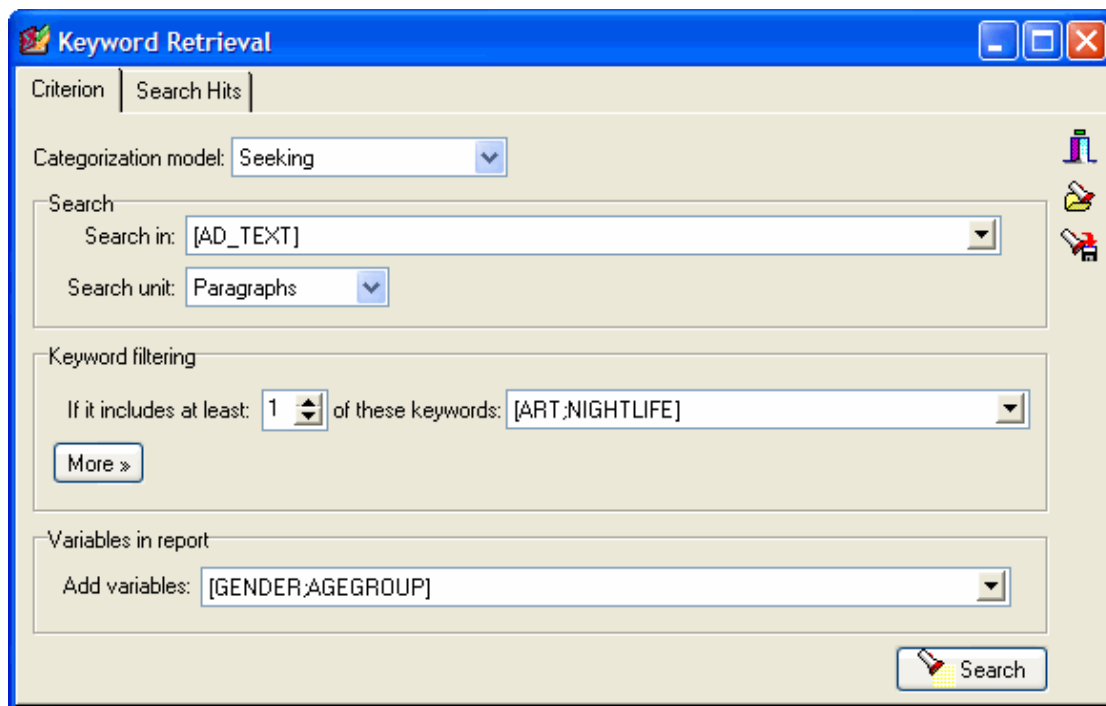 Keyword Retrieval
Criterion Search Hits
Categorization model: Seeking
Search
Search in: [AD_TEXT]
Search unit: Paragraphs
Keyword filtering
If it includes at least: 1 of these keywords: [ART;NIGHTLIFE]
More »
Variables in report
Add variables: [GENDER;AGEGROUP]
Search